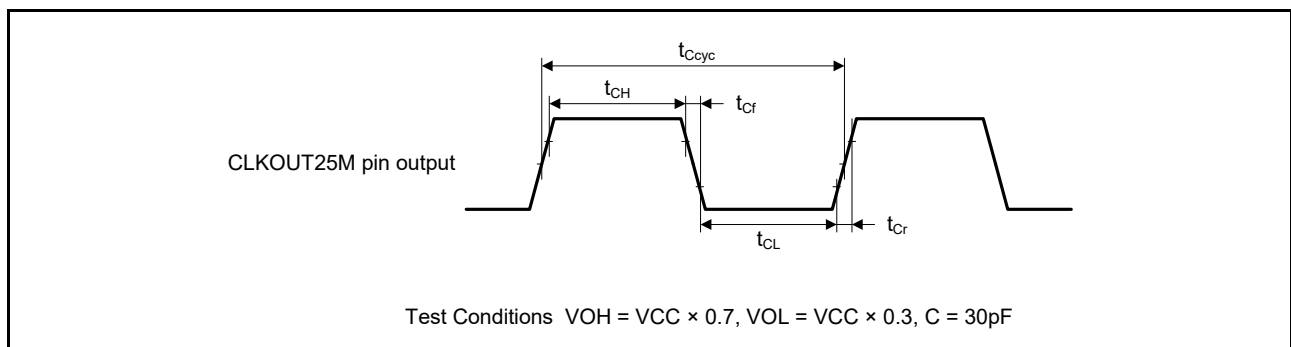 tCcyc
tCH
tCf
CLKOUT25M pin output
tCL
tCr
Test Conditions VOH = VCC × 0.7, VOL = VCC × 0.3, C = 30pF